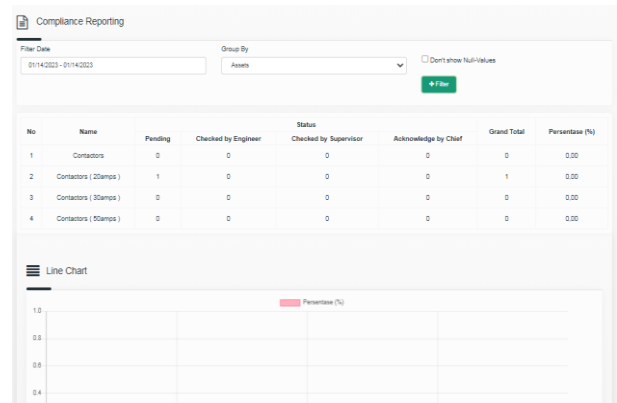 Compliance Reporting
Filter Date Group By
01/14/2023 - 01/14/2023 Assets Don't show Null-Values
+ Filter
No Name Status Grand Total Persentase (%)
Pending Checked by Engineer Checked by Supervisor Acknowledge by Chief
1 Contactors 0 0 0 0 0 0.00
2 Contactors ( 20amps ) 1 0 0 0 1 0.00
3 Contactors ( 30amps ) 0 0 0 0 0 0.00
4 Contactors ( 50amps ) 0 0 0 0 0 0.00
Line Chart
Persentase (%)
1.0
0.8
0.6
0.4